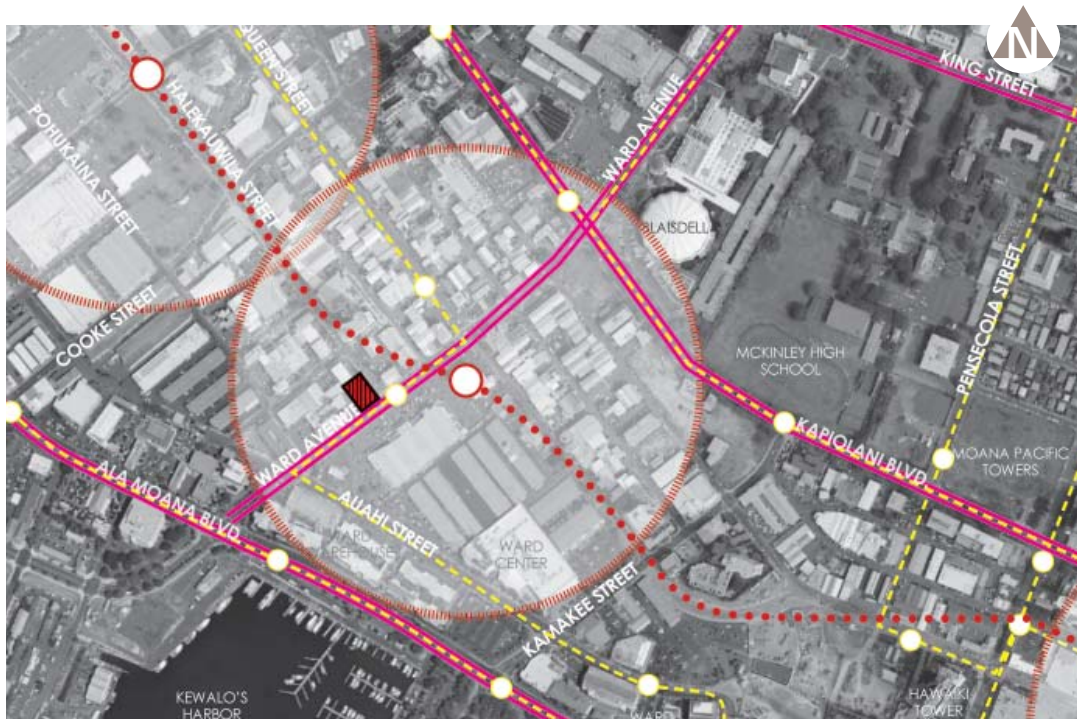 N
KING STREET
QUEEN STREET
WARD AVENUE
HALEKAUWILA STREET
POHUKAINA STREET
BLAISDELL
PENSECOLA STREET
COOKE STREET
MCKINLEY HIGH
SCHOOL
WARD AVENUE
KAPIOLANI BLVD.
MOANA PACIFIC
TOWERS
ALA MOANA BLVD.
AUAHI STREET
WARD
CENTER
KAMAKEE STREET
KEWALO'S
HARBOR
HAWAIKI
TOWER
WARD